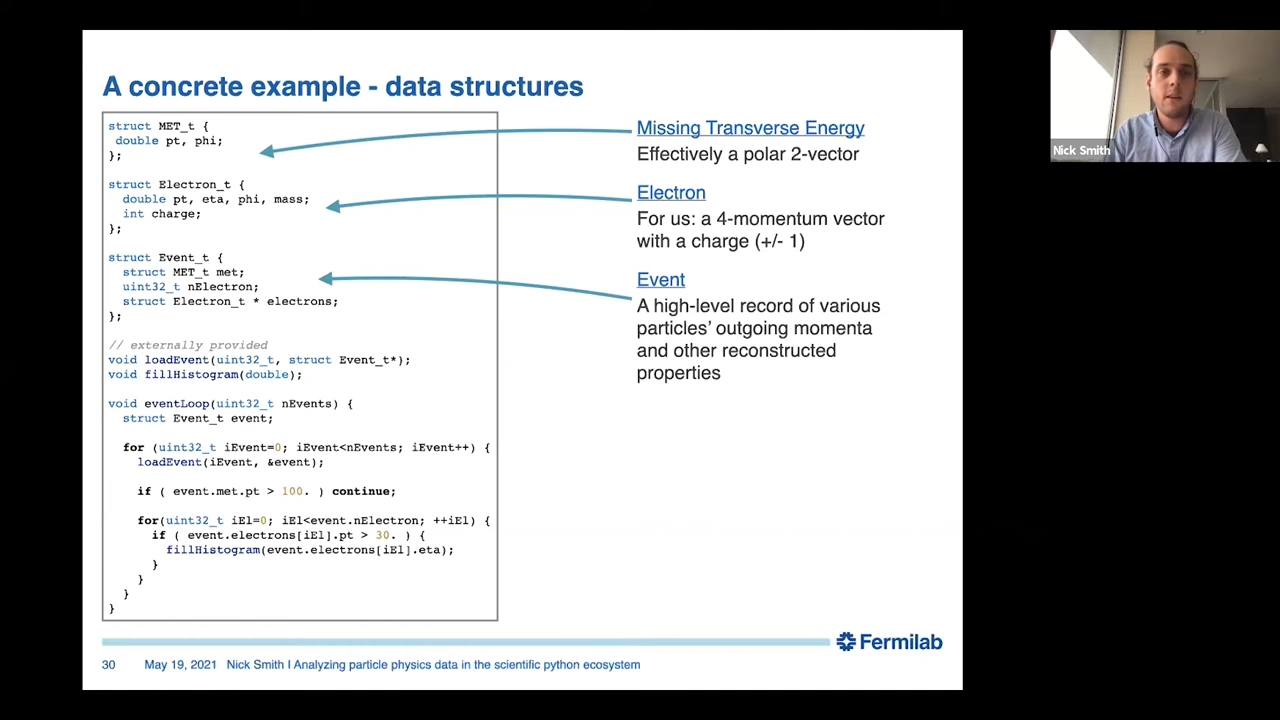 A concrete example - data structures
struct MET_t {
double pt, phi;
};
struct Electron_t {
double pt, eta, phi, mass;
int charge;
};
struct Event_t {
struct MET_t met;
uint32_t nElectron;
struct Electron_t * electrons;
};
// externally provided
void loadEvent(uint32_t, struct Event_t*);
void fillHistogram(double);
void eventLoop(uint32_t nEvents) {
struct Event_t event;
for (uint32_t iEvent=0; iEvent<nEvents; iEvent++) {
loadEvent(iEvent, &event);
if ( event.met.pt > 100. ) continue;
for(uint32_t iEl=0; iEl<event.nElectron; ++iEl) {
if ( event.electrons[iEl].pt > 30. ) {
fillHistogram(event.electrons[iEl].eta);
}
}
}
}
Missing Transverse Energy
Effectively a polar 2-vector
Electron
For us: a 4-momentum vector
with a charge (+/- 1)
Event
A high-level record of various
particles’ outgoing momenta
and other reconstructed
properties
Fermilab
30 May 19, 2021 Nick Smith I Analyzing particle physics data in the scientific python ecosystem
Nick Smith